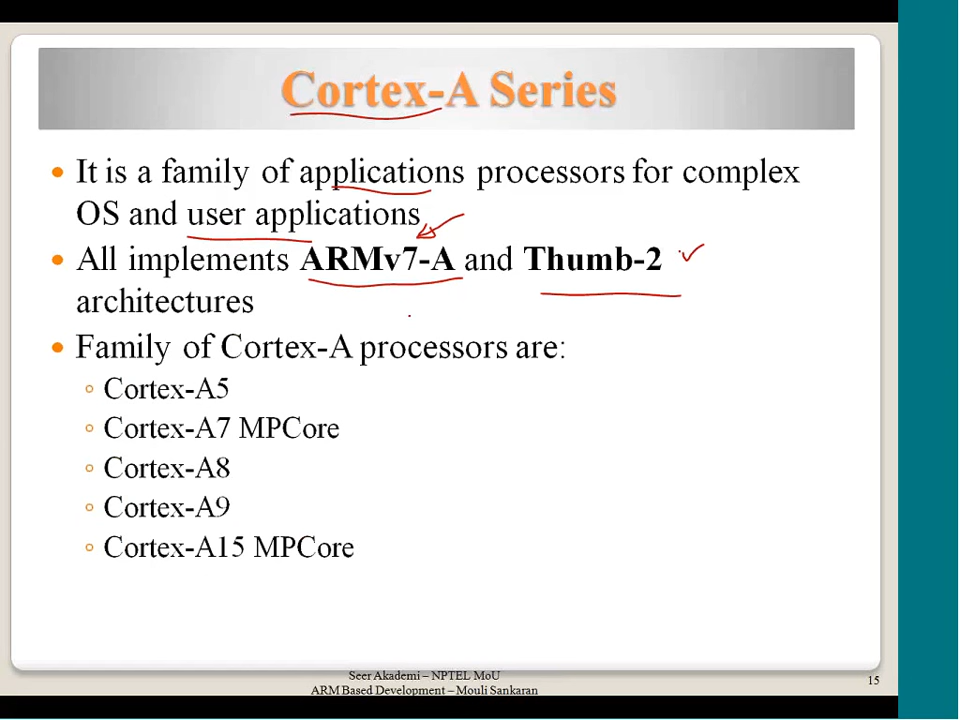 Cortex-A Series
• It is a family of applications processors for complex
OS and user applications
• All implements ARMv7-A and Thumb-2
architectures
• Family of Cortex-A processors are:
◦ Cortex-A5
◦ Cortex-A7 MPCore
◦ Cortex-A8
◦ Cortex-A9
◦ Cortex-A15 MPCore
Seer Akademi – NPTEL MoU
ARM Based Development – Mouli Sankaran
15